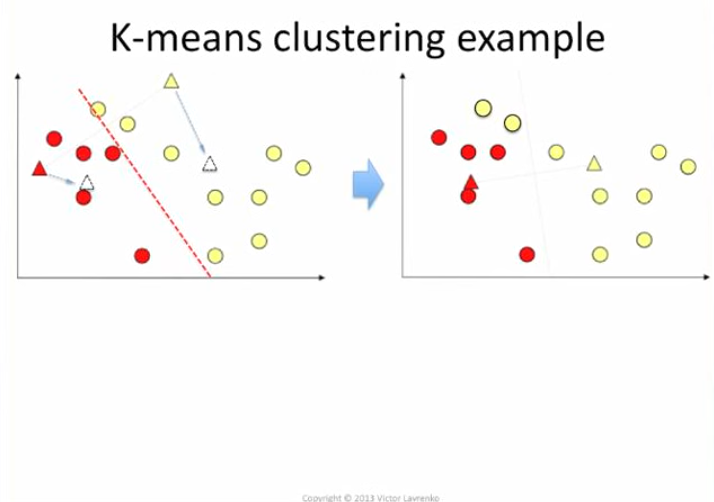 K-means clustering example
Copyright © 2013 Victor Lavrenko